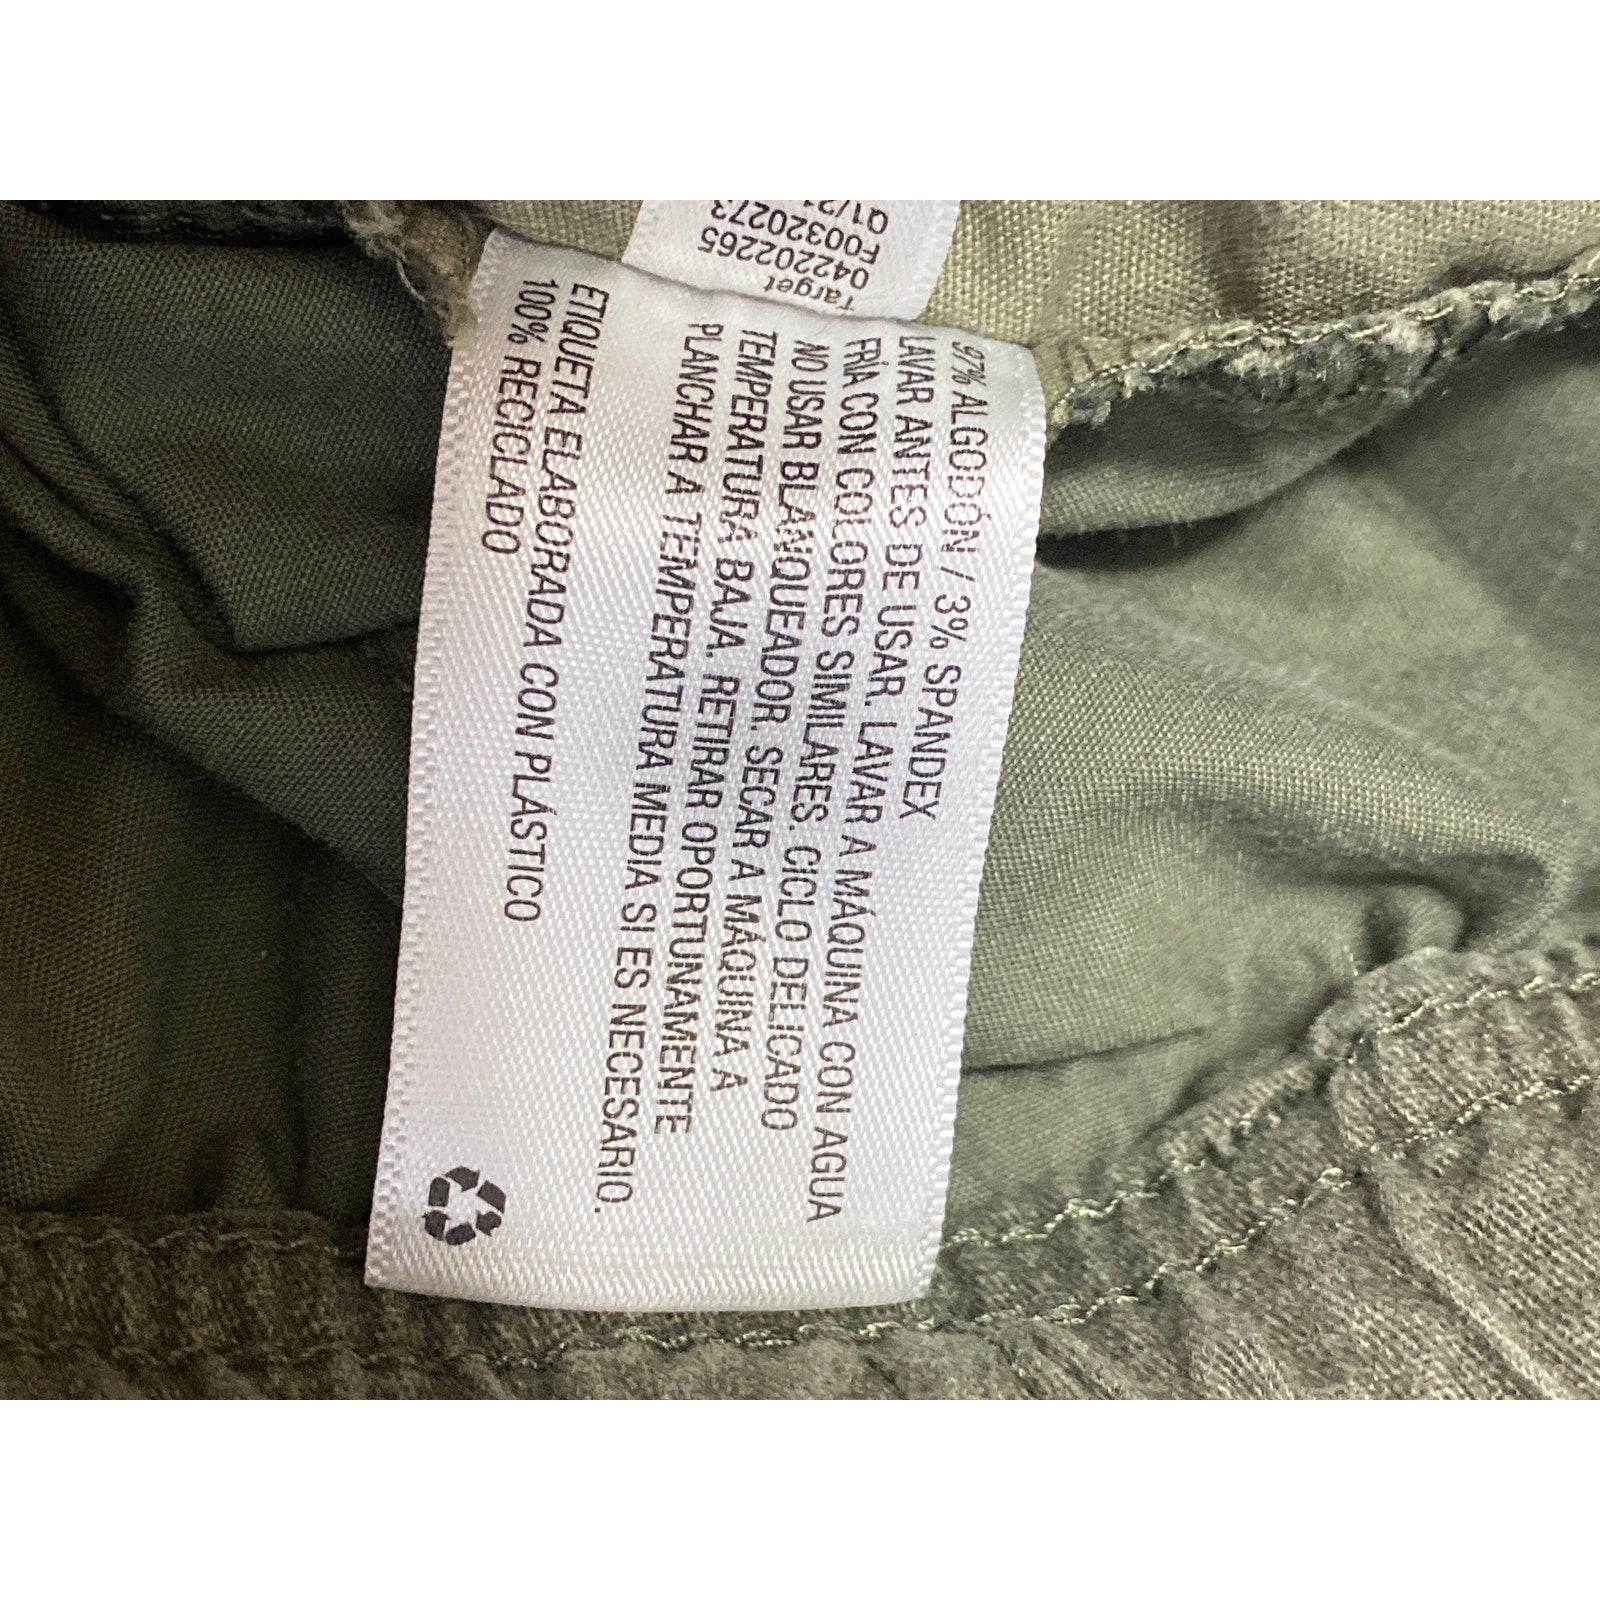 97% ALGODÓN / 3% SPANDEX
LAVAR ANTES DE USAR. LAVAR A MÁQUINA CON AGUA
FRÍA CON COLORES SIMILARES. CICLO DELICADO
NO USAR BLANQUEADOR. SECAR A MÁQUINA A
TEMPERATURA BAJA. RETIRAR OPORTUNAMENTE
PLANCHAR A TEMPERATURA MEDIA SI ES NECESARIO.
ETIQUETA ELABORADA CON PLÁSTICO
100% RECICLADO
Target
042202265
F00320273
Q1/21